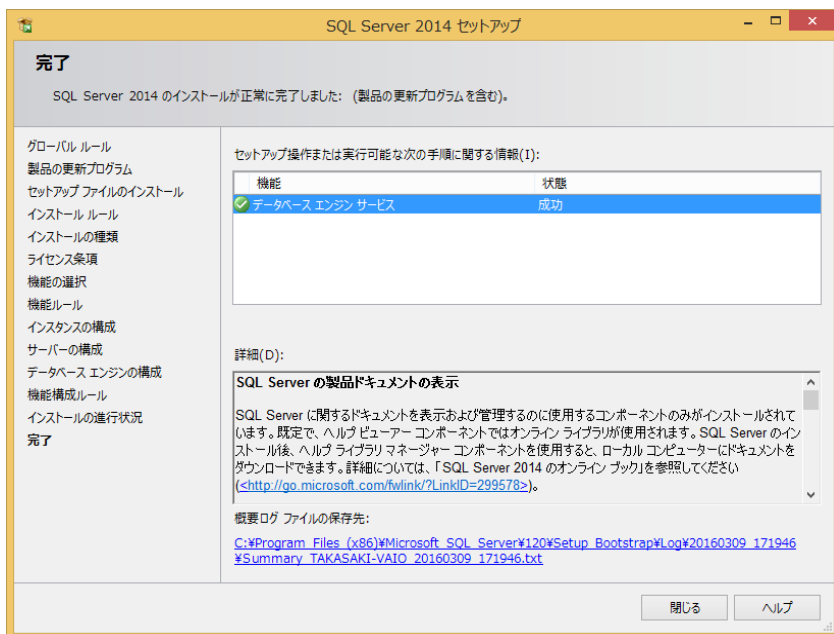 SQL Server 2014 セットアップ
完了
SQL Server 2014 のインストールが正常に完了しました: (製品の更新プログラムを含む)。
グローバル ルール
製品の更新プログラム
セットアップ ファイルのインストール
インストール ルール
インストールの種類
ライセンス条項
機能の選択
機能ルール
インスタンスの構成
サーバーの構成
データベース エンジンの構成
機能構成ルール
インストールの進行状況
完了
セットアップ操作または実行可能な次の手順に関する情報(I):
機能 状態
データベース エンジン サービス 成功
詳細(D):
SQL Server の製品ドキュメントの表示
SQL Server に関するドキュメントを表示および管理するのに使用するコンポーネントのみがインストールされて
います。既定で、ヘルプ ビューアー コンポーネントではオンライン ライブラリが使用されます。SQL Server のイン
ストール後、ヘルプ ライブラリ マネージャー コンポーネントを使用すると、ローカル コンピューターにドキュメントを
ダウンロードできます。詳細については、「SQL Server 2014 のオンライン ブック」を参照してください
(<http://go.microsoft.com/fwlink/?LinkID=299578>)。
概要ログ ファイルの保存先:
C:¥Program Files (x86)¥Microsoft SQL Server¥120¥Setup Bootstrap¥Log¥20160309_171946
¥Summary_TAKASAKI-VAIO_20160309_171946.txt
閉じる ヘルプ